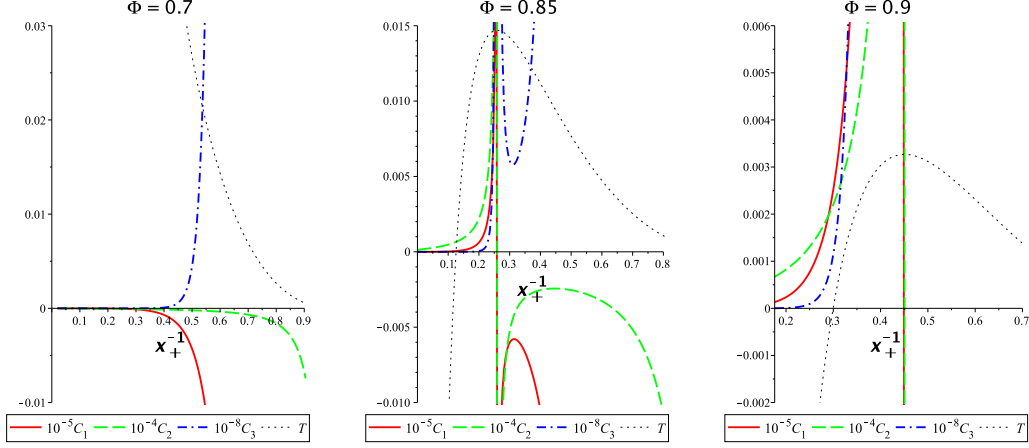 Φ = 0.7
0.03
0.02
0.01
0
−0.01
0.1 0.2 0.3 0.4 0.5 0.6 0.7 0.8 0.9
x₊⁻¹
10⁻⁵C₁ 10⁻⁴C₂ 10⁻⁸C₃ T
Φ = 0.85
0.015
0.010
0.005
0
−0.005
−0.010
0.1 0.2 0.3 0.4 0.5 0.6 0.7 0.8
x₊⁻¹
10⁻⁵C₁ 10⁻⁴C₂ 10⁻⁸C₃ T
Φ = 0.9
0.006
0.005
0.004
0.003
0.002
0.001
0
−0.001
−0.002
0.2 0.3 0.4 0.5 0.6 0.7
x₊⁻¹
10⁻⁵C₁ 10⁻⁴C₂ 10⁻⁸C₃ T